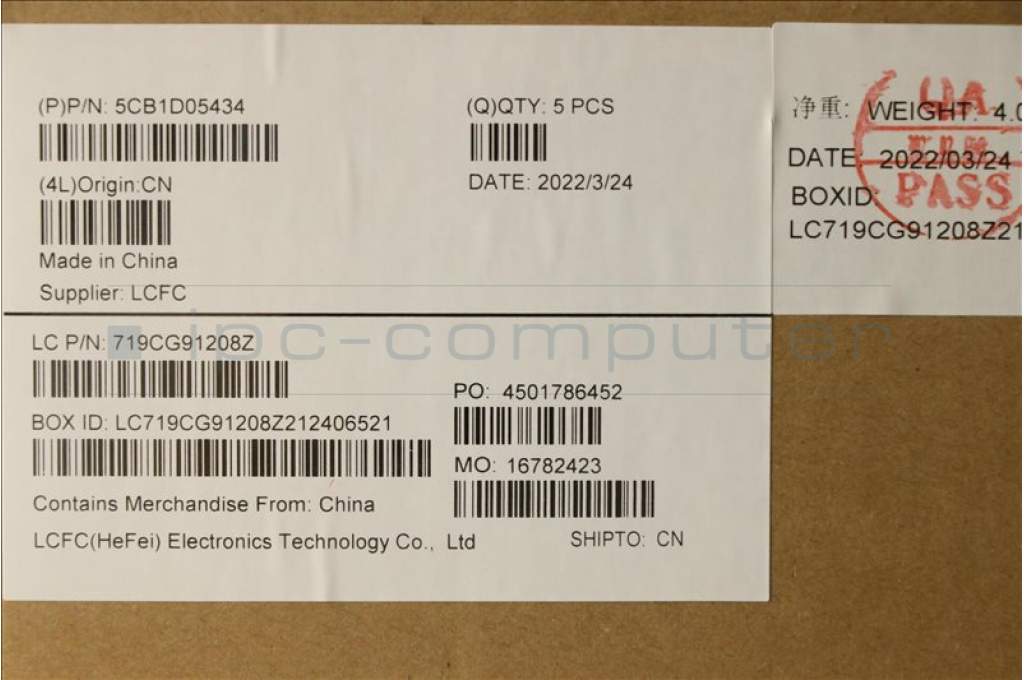 (P)P/N: 5CB1D05434
(Q)QTY: 5 PCS
(4L)Origin:CN
DATE: 2022/3/24
Made in China
Supplier: LCFC
LC P/N: 719CG91208Z
PO: 4501786452
BOX ID: LC719CG91208Z212406521
MO: 16782423
Contains Merchandise From: China
LCFC(HeFei) Electronics Technology Co., Ltd
SHIPTO: CN
净重: WEIGHT: 4.0
DATE: 2022/03/24
BOXID:
LC719CG91208Z21
PASS
ipc-computer